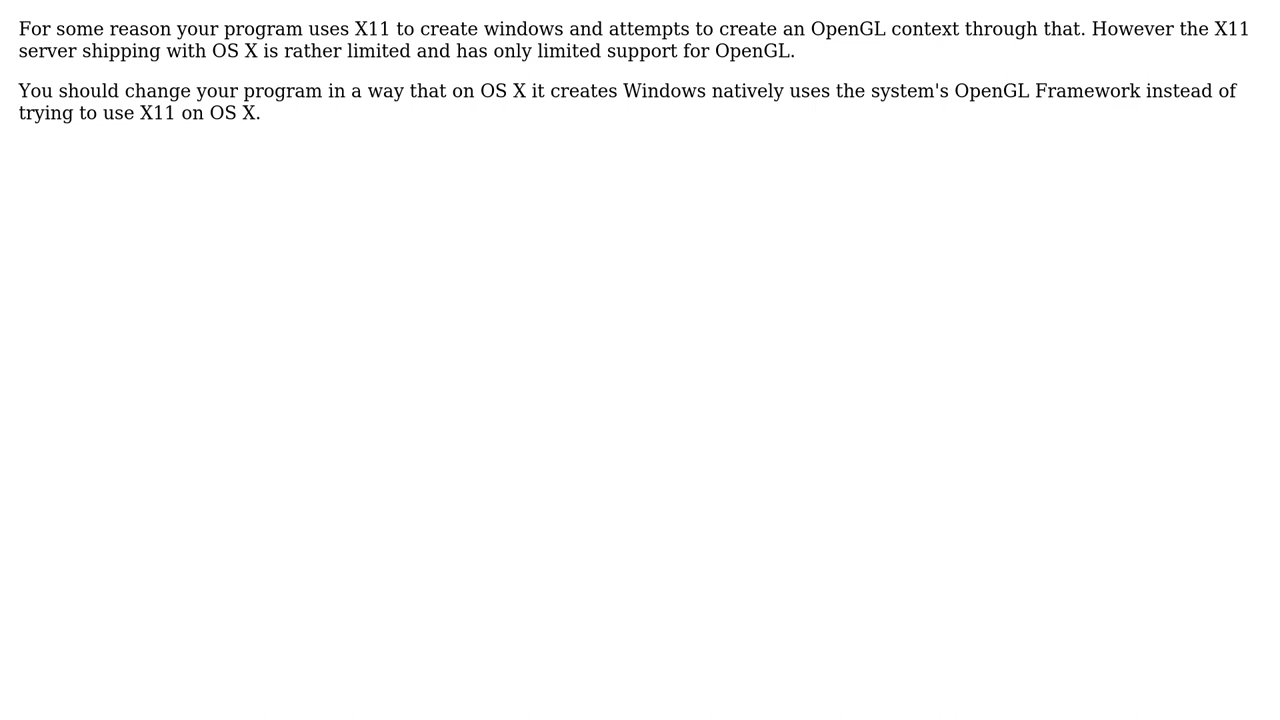 For some reason your program uses X11 to create windows and attempts to create an OpenGL context through that. However the X11
server shipping with OS X is rather limited and has only limited support for OpenGL.
You should change your program in a way that on OS X it creates Windows natively uses the system's OpenGL Framework instead of
trying to use X11 on OS X.